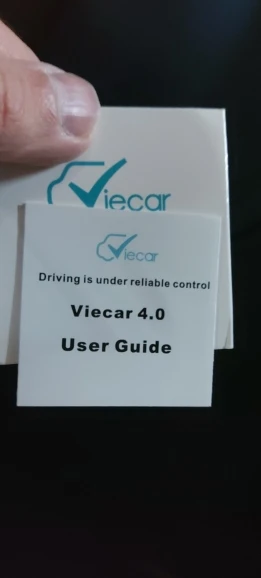 Viecar
Viecar
Driving is under reliable control
Viecar 4.0
User Guide